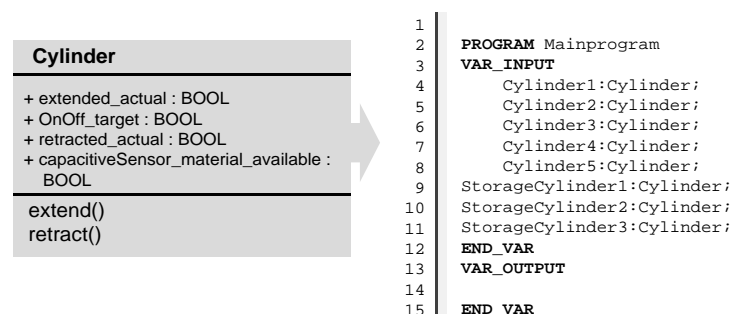 Cylinder
+ extended_actual : BOOL
+ OnOff_target : BOOL
+ retracted_actual : BOOL
+ capacitiveSensor_material_available :
BOOL
extend()
retract()
1
2 PROGRAM Mainprogram
3 VAR_INPUT
4 Cylinder1:Cylinder;
5 Cylinder2:Cylinder;
6 Cylinder3:Cylinder;
7 Cylinder4:Cylinder;
8 Cylinder5:Cylinder;
9 StorageCylinder1:Cylinder;
10 StorageCylinder2:Cylinder;
11 StorageCylinder3:Cylinder;
12 END_VAR
13 VAR_OUTPUT
14
15 END_VAR